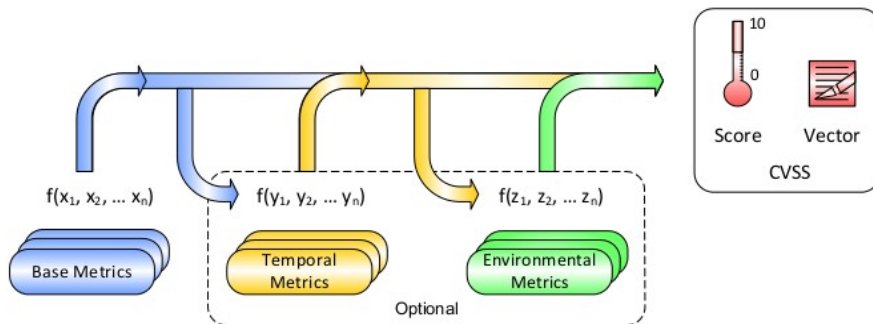 10
0
Score Vector
CVSS
f(x₁, x₂, ... xₙ)
f(y₁, y₂, ... yₙ)
f(z₁, z₂, ... zₙ)
Base Metrics
Temporal
Metrics
Environmental
Metrics
Optional